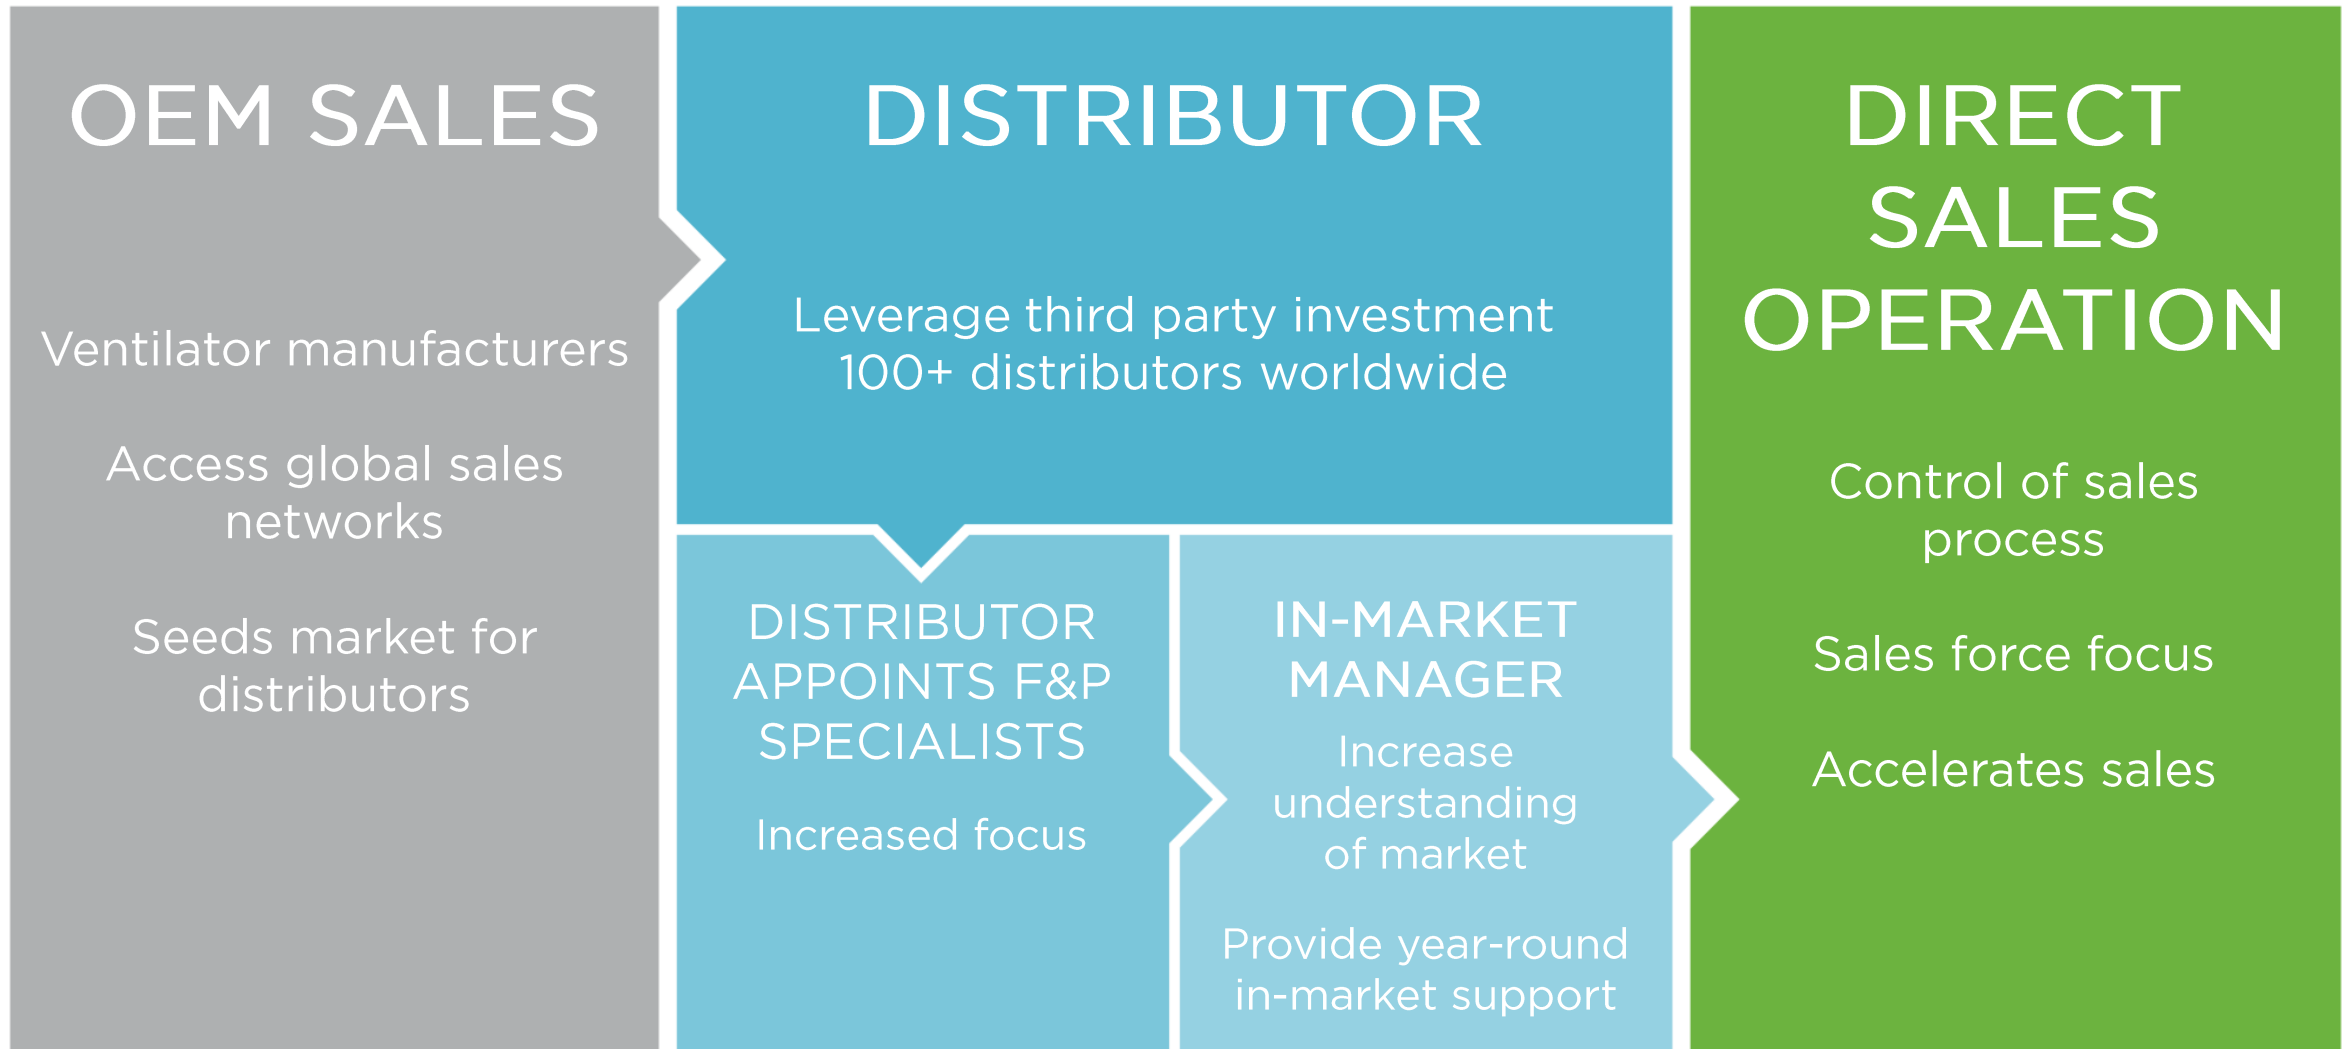 OEM SALES
Ventilator manufacturers
Access global sales
networks
Seeds market for
distributors
DISTRIBUTOR
Leverage third party investment
100+ distributors worldwide
DISTRIBUTOR
APPOINTS F&P
SPECIALISTS
Increased focus
IN-MARKET
MANAGER
Increase
understanding
of market
Provide year-round
in-market support
DIRECT
SALES
OPERATION
Control of sales
process
Sales force focus
Accelerates sales